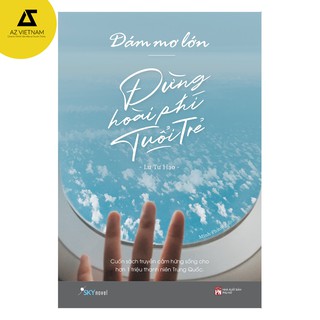 AZ VIETNAM
Dám mơ lớn
Đừng
hoài phí
Tuổi Trẻ
- Lư Tư Hạo -
Cuốn sách truyền cảm hứng sống cho
hơn 1 triệu thanh niên Trung Quốc
SKYnovel